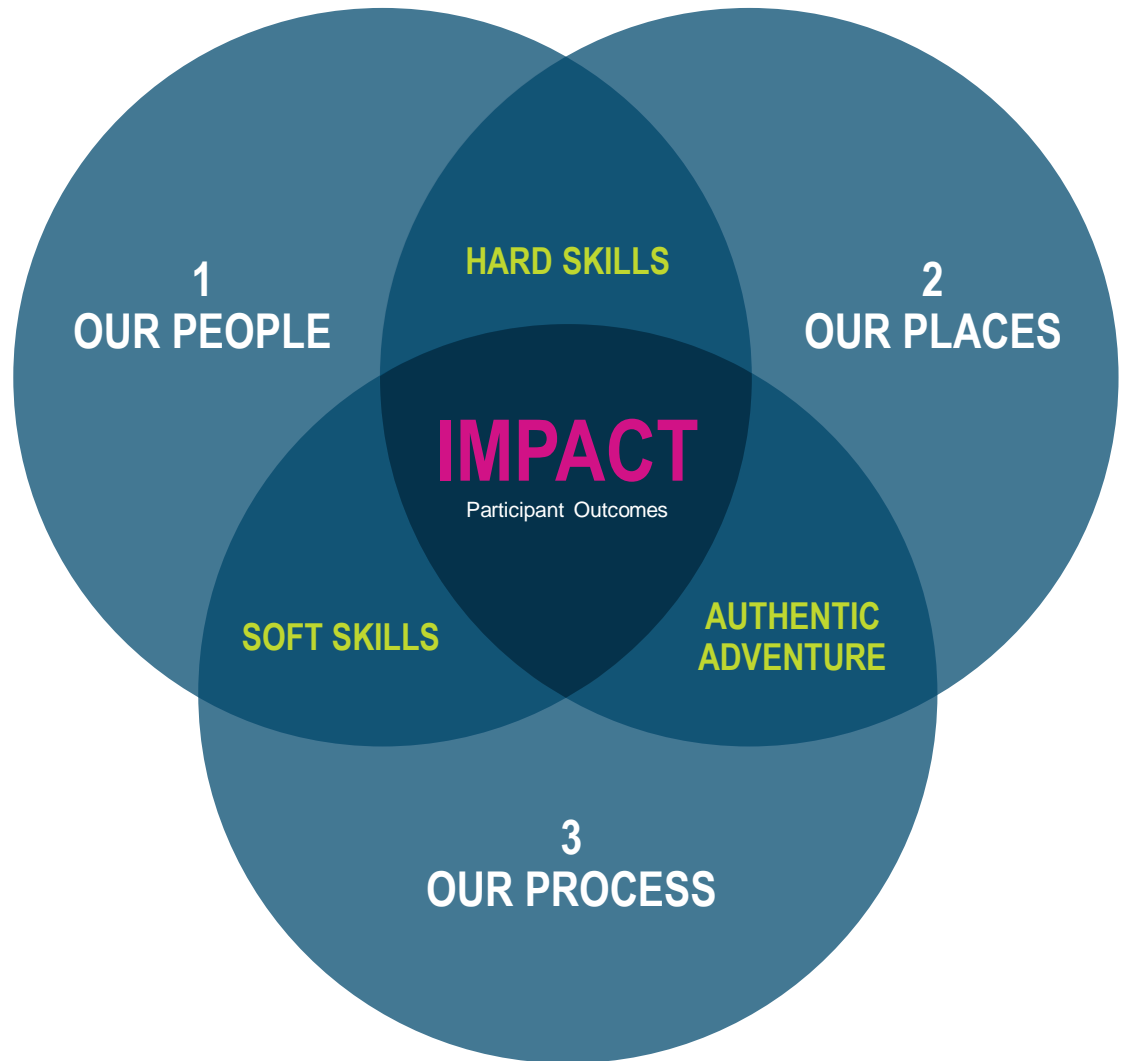 HARD SKILLS
1
OUR PEOPLE
2
OUR PLACES
IMPACT
Participant Outcomes
SOFT SKILLS
AUTHENTIC
ADVENTURE
3
OUR PROCESS